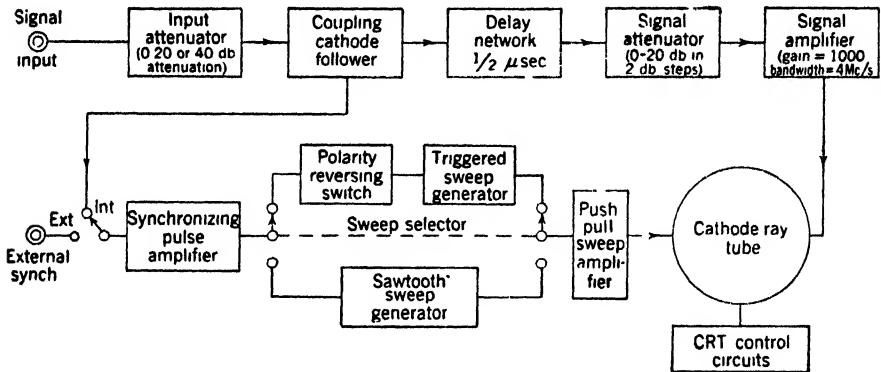 Signal
input
Input
attenuator
(0 20 or 40 db
attenuation)
Coupling
cathode
follower
Delay
network
1/2 μsec
Signal
attenuator
(0-20 db in
2 db steps)
Signal
amplifier
(gain = 1000
bandwidth=4Mc/s
Polarity
reversing
switch
Triggered
sweep
generator
Ext
Int
External
synch
Synchronizing
pulse
amplifier
Sweep selector
Push
pull
sweep
ampli-
fier
Cathode ray
tube
Sawtooth
sweep
generator
CRT control
circuits